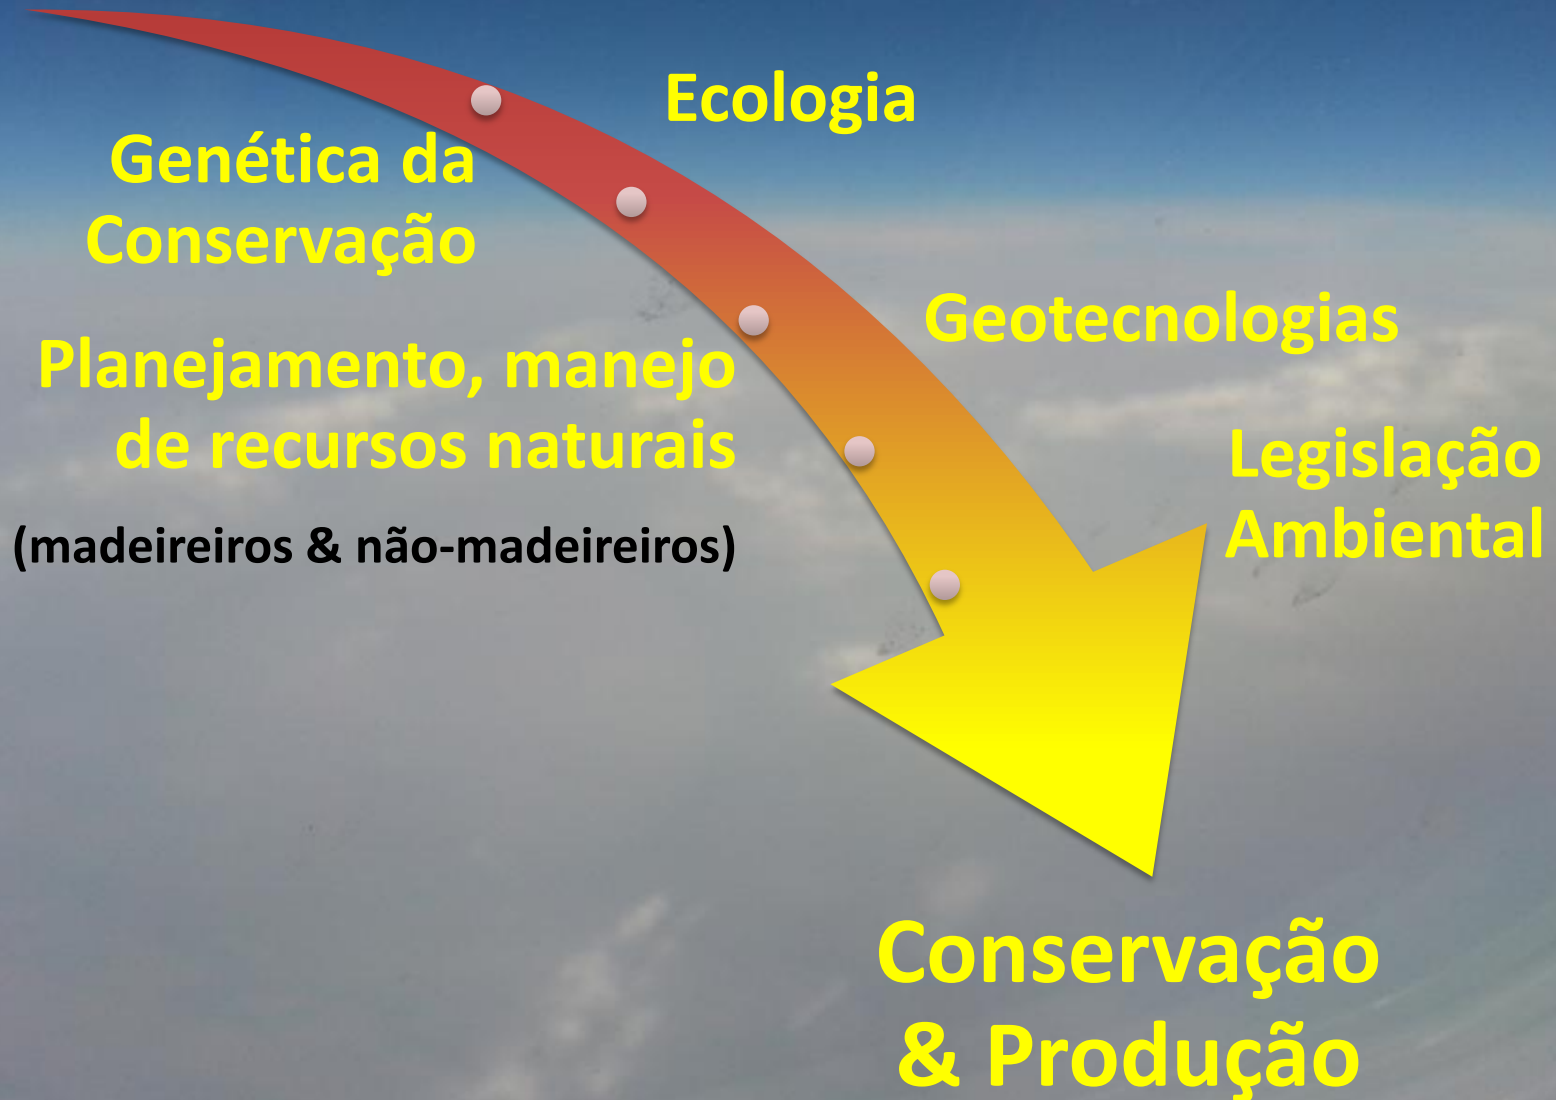 Ecologia
Genética da
Conservação
Geotecnologias
Planejamento, manejo
de recursos naturais
(madeireiros & não-madeireiros)
Legislação
Ambiental
Conservação
& Produção